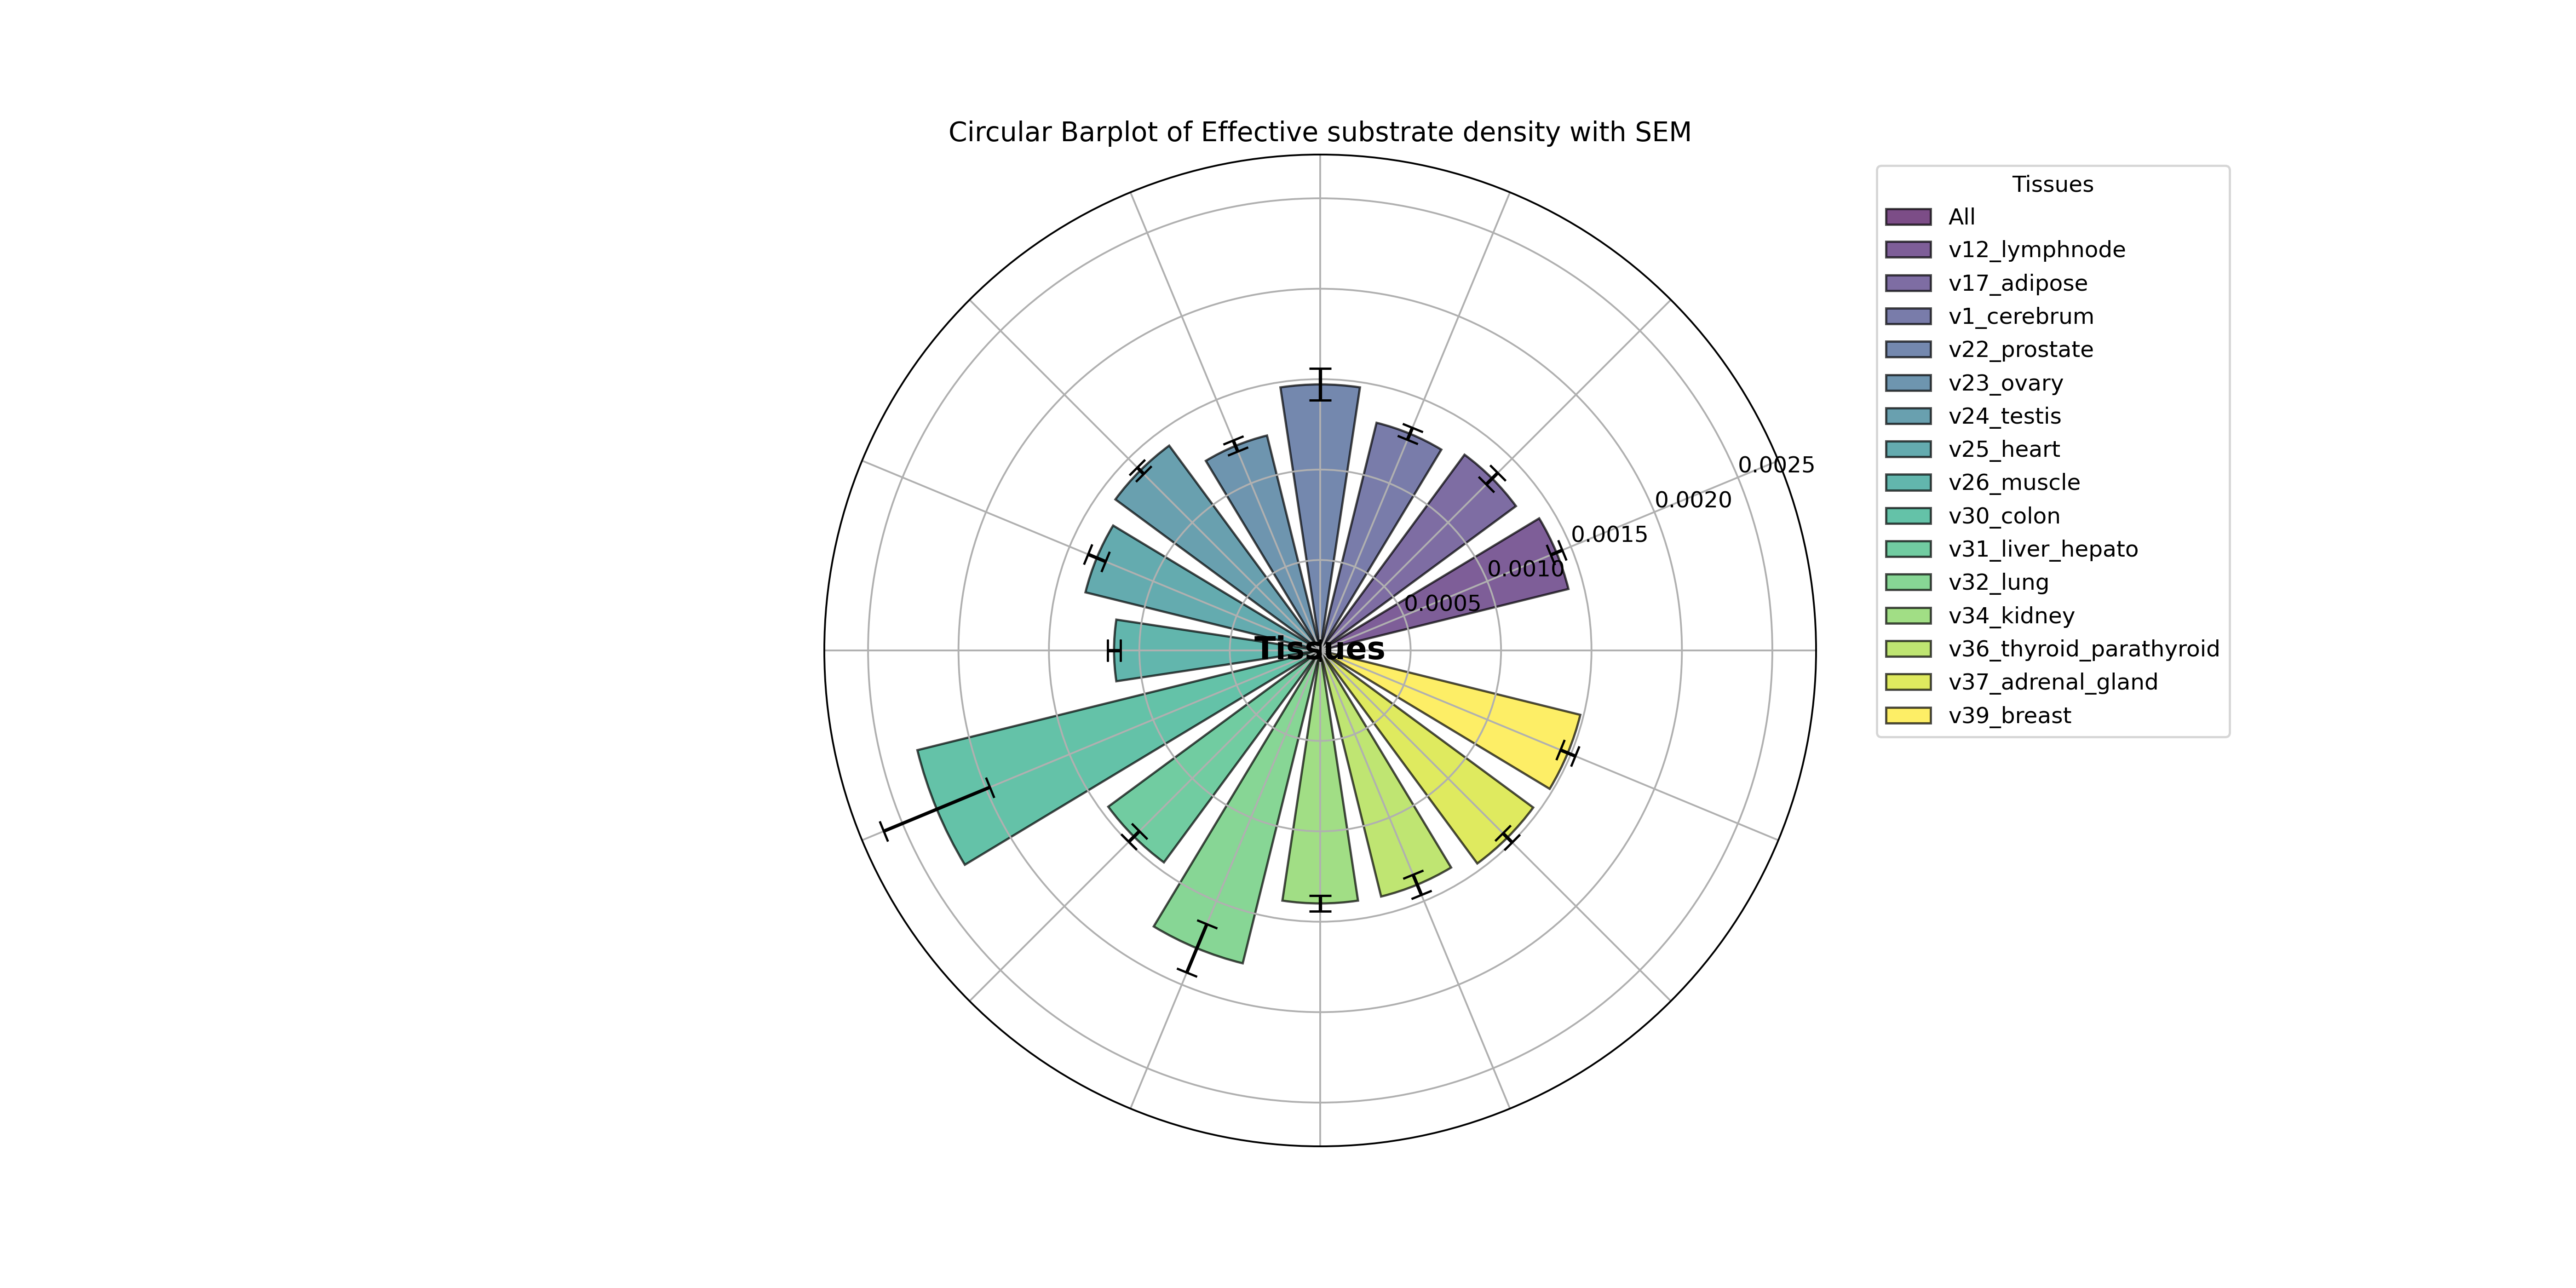 Circular Barplot of Effective substrate density with SEM
Tissues
All
v12_lymphnode
v17_adipose
v1_cerebrum
v22_prostate
v23_ovary
v24_testis
v25_heart
v26_muscle
v30_colon
v31_liver_hepato
v32_lung
v34_kidney
v36_thyroid_parathyroid
v37_adrenal_gland
v39_breast
0.0025
0.0020
0.0015
0.0010
0.0005
Tissues